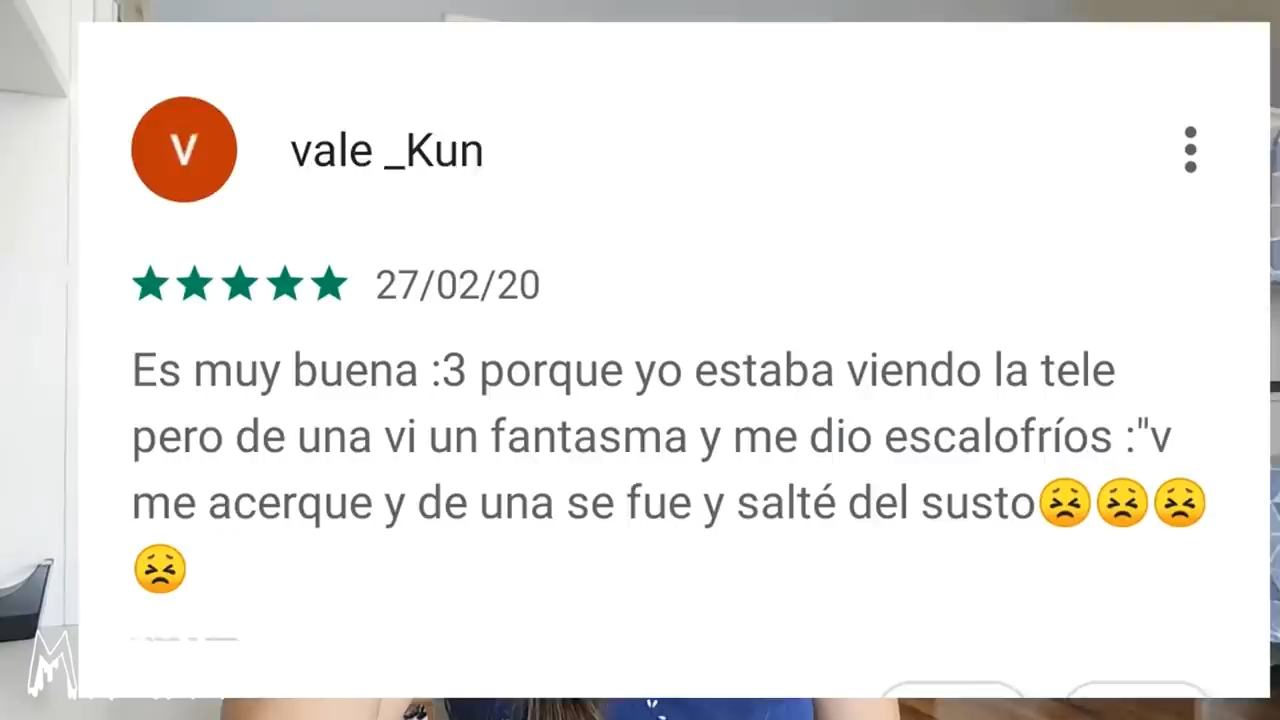 V
vale _Kun
27/02/20
Es muy buena :3 porque yo estaba viendo la tele
pero de una vi un fantasma y me dio escalofríos :"v
me acerque y de una se fue y salté del susto😣😣😣
😣